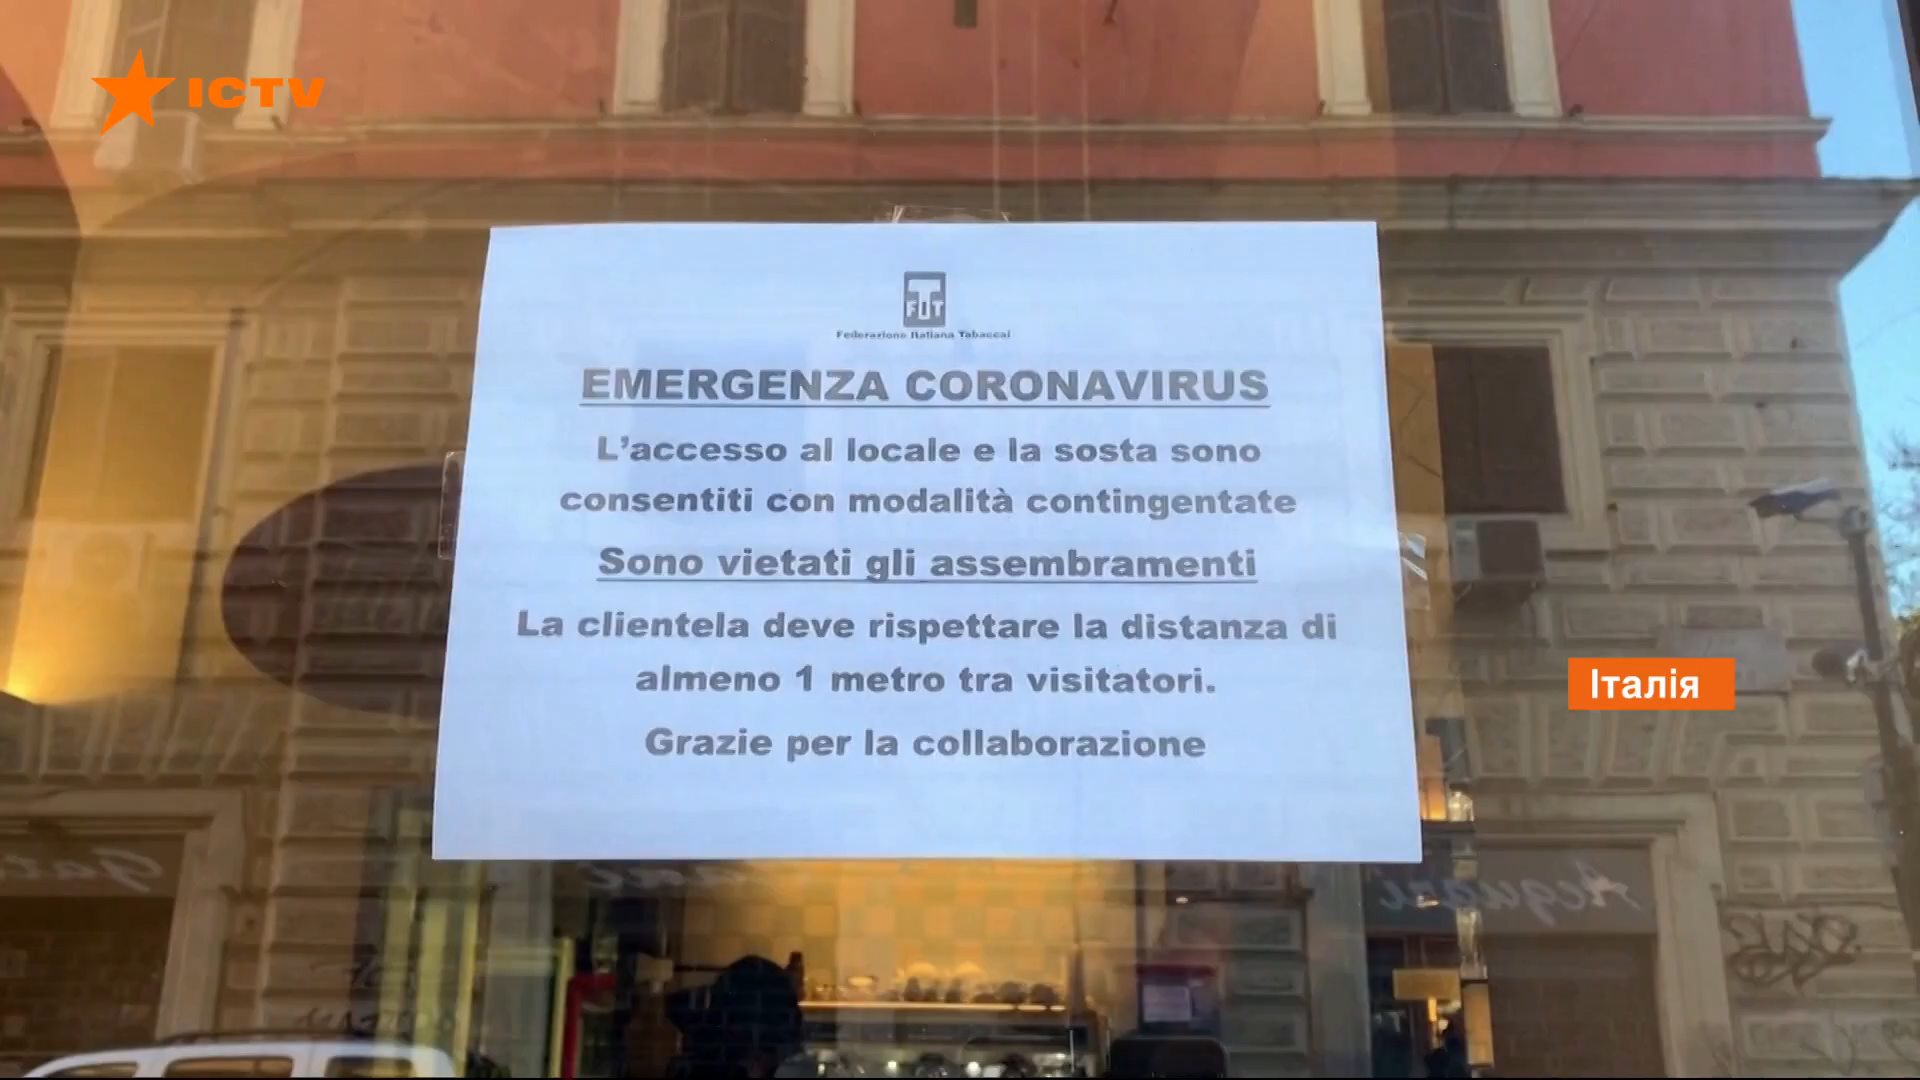 ICTV
FIT
Federazione Italiana Tabaccai
EMERGENZA CORONAVIRUS
L'accesso al locale e la sosta sono
consentiti con modalità contingentate
Sono vietati gli assembramenti
La clientela deve rispettare la distanza di
almeno 1 metro tra visitatori.
Grazie per la collaborazione
Італія
Acquari